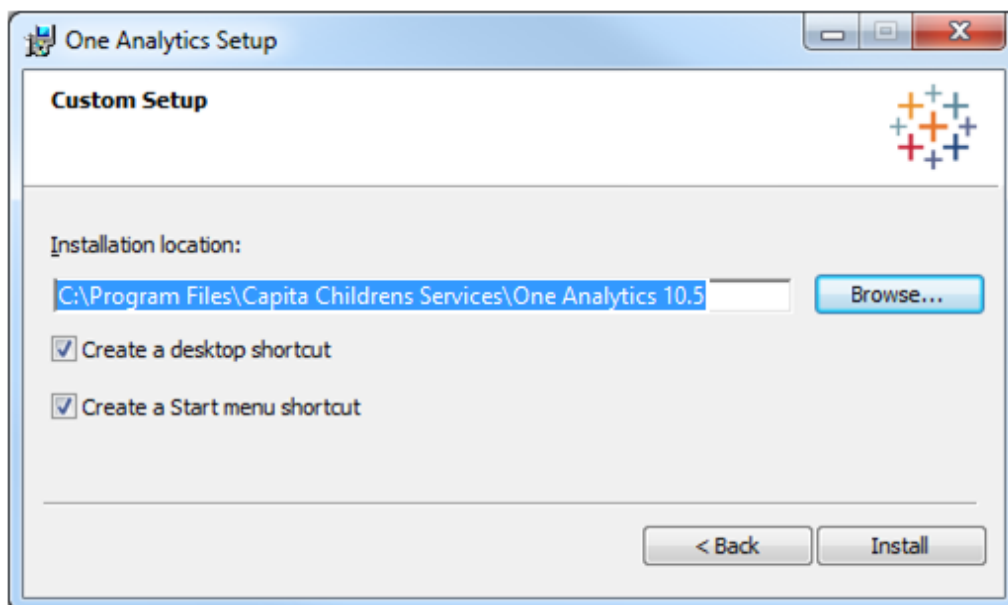 One Analytics Setup
Custom Setup
Installation location:
C:\Program Files\Capita Childrens Services\One Analytics 10.5
Browse...
Create a desktop shortcut
Create a Start menu shortcut
< Back
Install